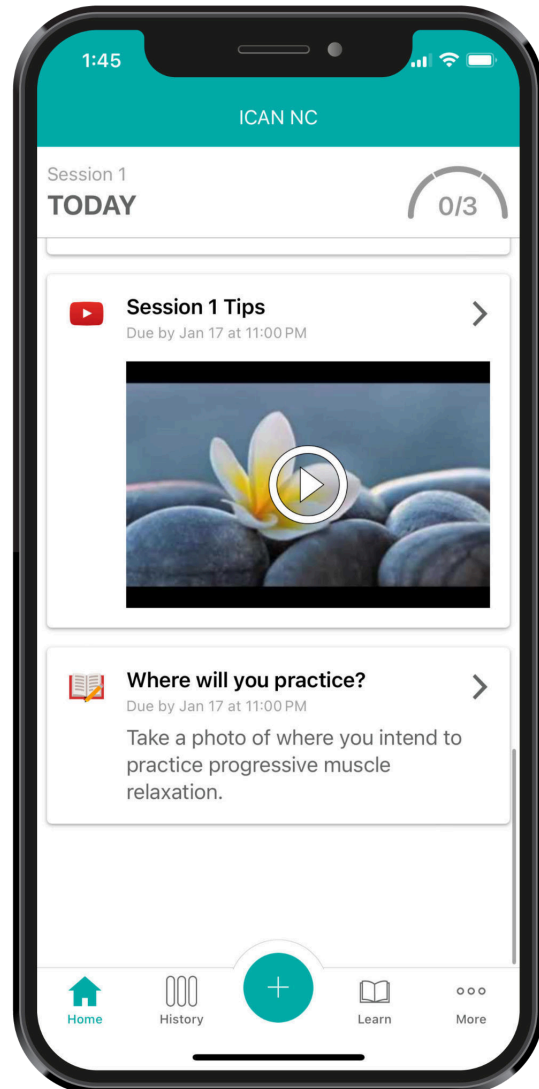 1:45
ICAN NC
Session 1
TODAY
0/3
Session 1 Tips
Due by Jan 17 at 11:00 PM
Where will you practice?
Due by Jan 17 at 11:00 PM
Take a photo of where you intend to
practice progressive muscle
relaxation.
Home
History
Learn
More